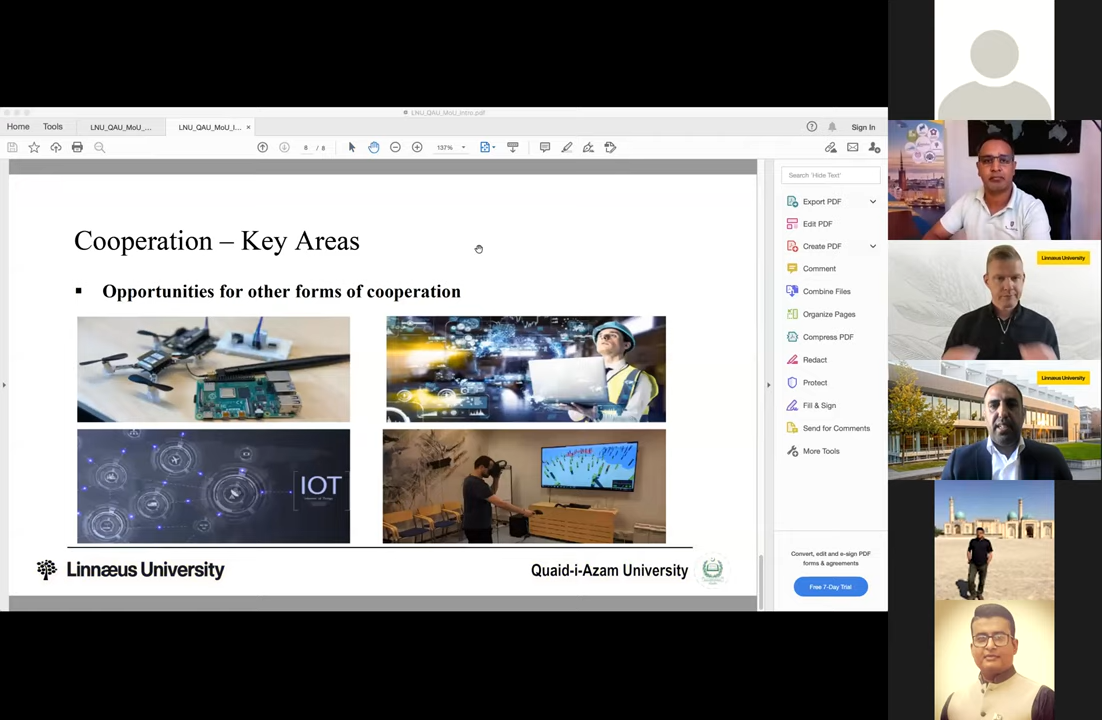 LNU_QAU_MoU_Intro.pdf
Home
Tools
LNU_QAU_MoU_...
LNU_QAU_MoU_I...
Sign In
8 / 8
137%
Search 'Hide Text'
Export PDF
Edit PDF
Create PDF
Comment
Combine Files
Organize Pages
Compress PDF
Redact
Protect
Fill & Sign
Send for Comments
More Tools
Convert, edit and e-sign PDF
forms & agreements
Free 7-Day Trial
Cooperation – Key Areas
Opportunities for other forms of cooperation
IOT
Linnæus University
Quaid-i-Azam University
Linnæus University
Linnæus University